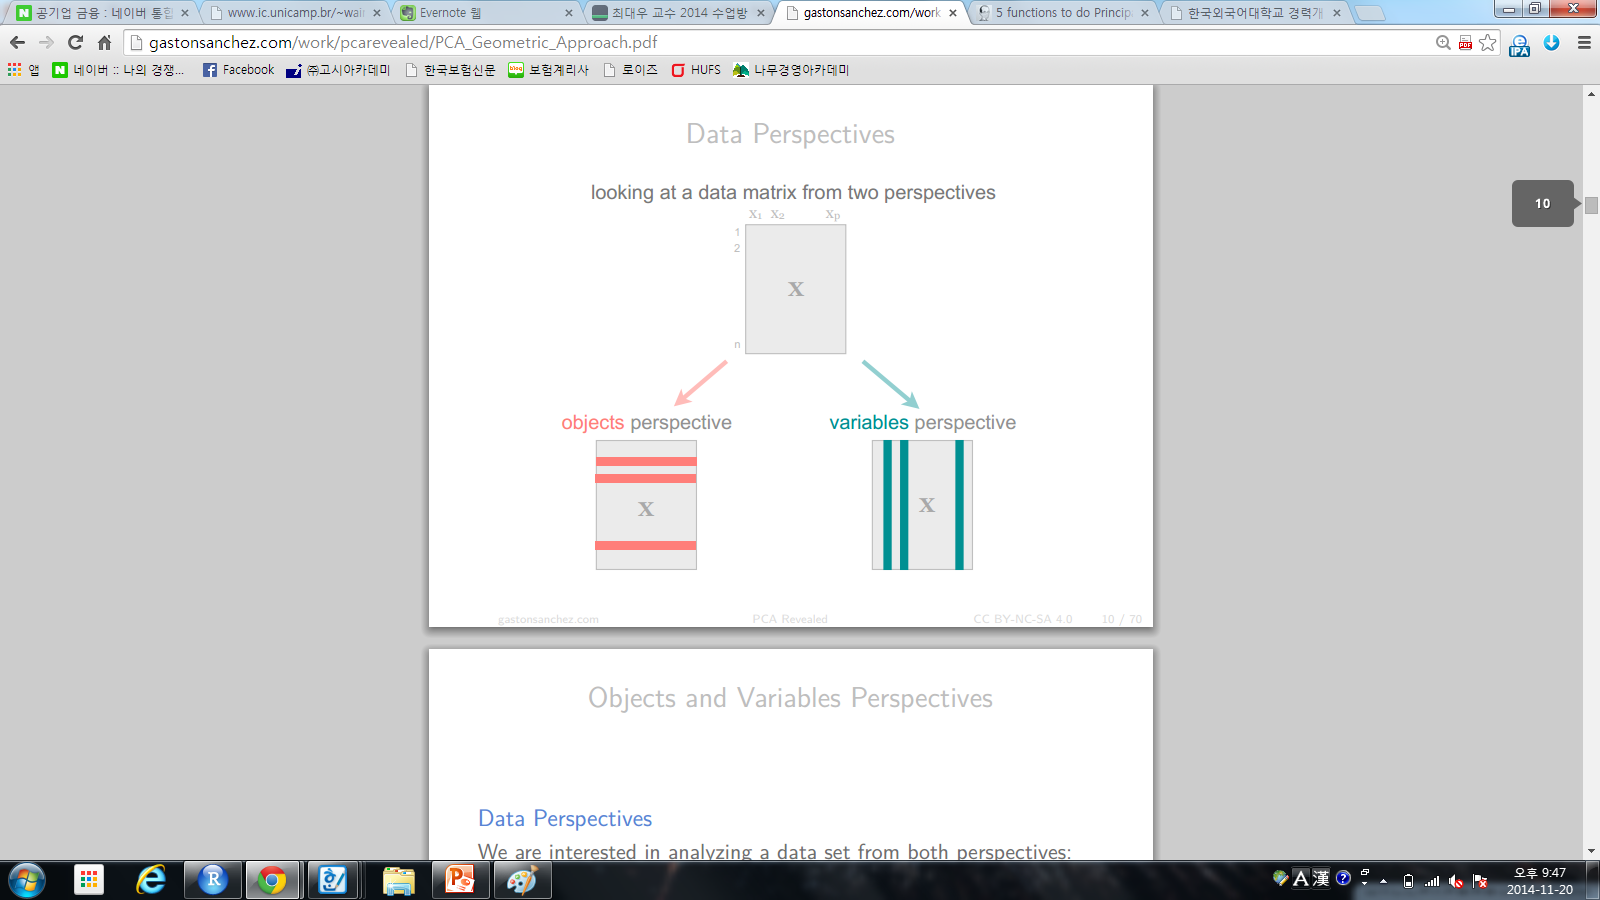 공기업 금융 : 네이버 통합
www.ic.unicamp.br/~wai
Evernote 웹
최대우 교수 2014 수업방
gastonsanchez.com/work
5 functions to do Princip
한국외국어대학교 경력개
gastonsanchez.com/work/pcarevealed/PCA_Geometric_Approach.pdf
앱
네이버 :: 나의 경쟁...
Facebook
㈜고시아카데미
한국보험신문
blog 보험계리사
로이즈
HUFS
나무경영아카데미
Data Perspectives
looking at a data matrix from two perspectives
x1 x2 xp
1
2
X
n
objects perspective
variables perspective
X
X
gastonsanchez.com PCA Revealed CC BY-NC-SA 4.0 10 / 70
10
Objects and Variables Perspectives
Data Perspectives
We are interested in analyzing a data set from both perspectives:
A 漢
오후 9:47
2014-11-20